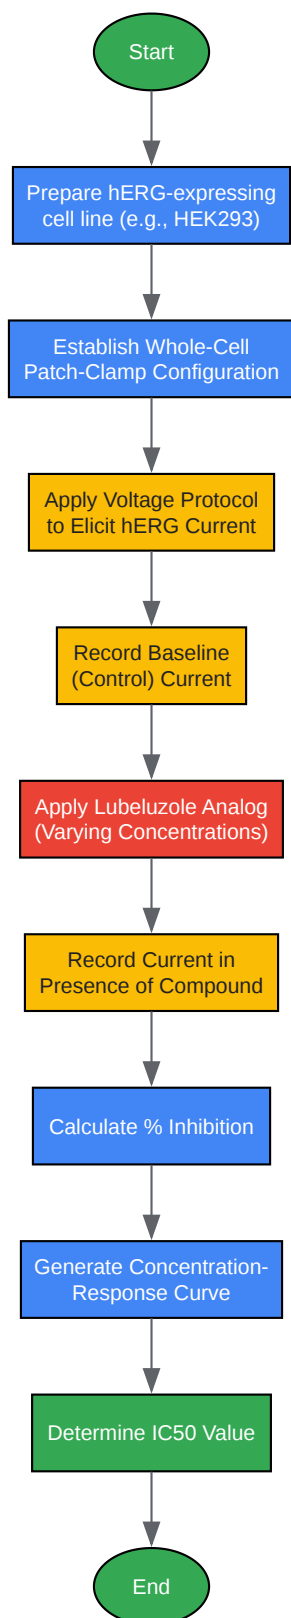 Start
Prepare hERG-expressing
cell line (e.g., HEK293)
Establish Whole-Cell
Patch-Clamp Configuration
Apply Voltage Protocol
to Elicit hERG Current
Record Baseline
(Control) Current
Apply Lubeluzole Analog
(Varying Concentrations)
Record Current in
Presence of Compound
Calculate % Inhibition
Generate Concentration-
Response Curve
Determine IC50 Value
End